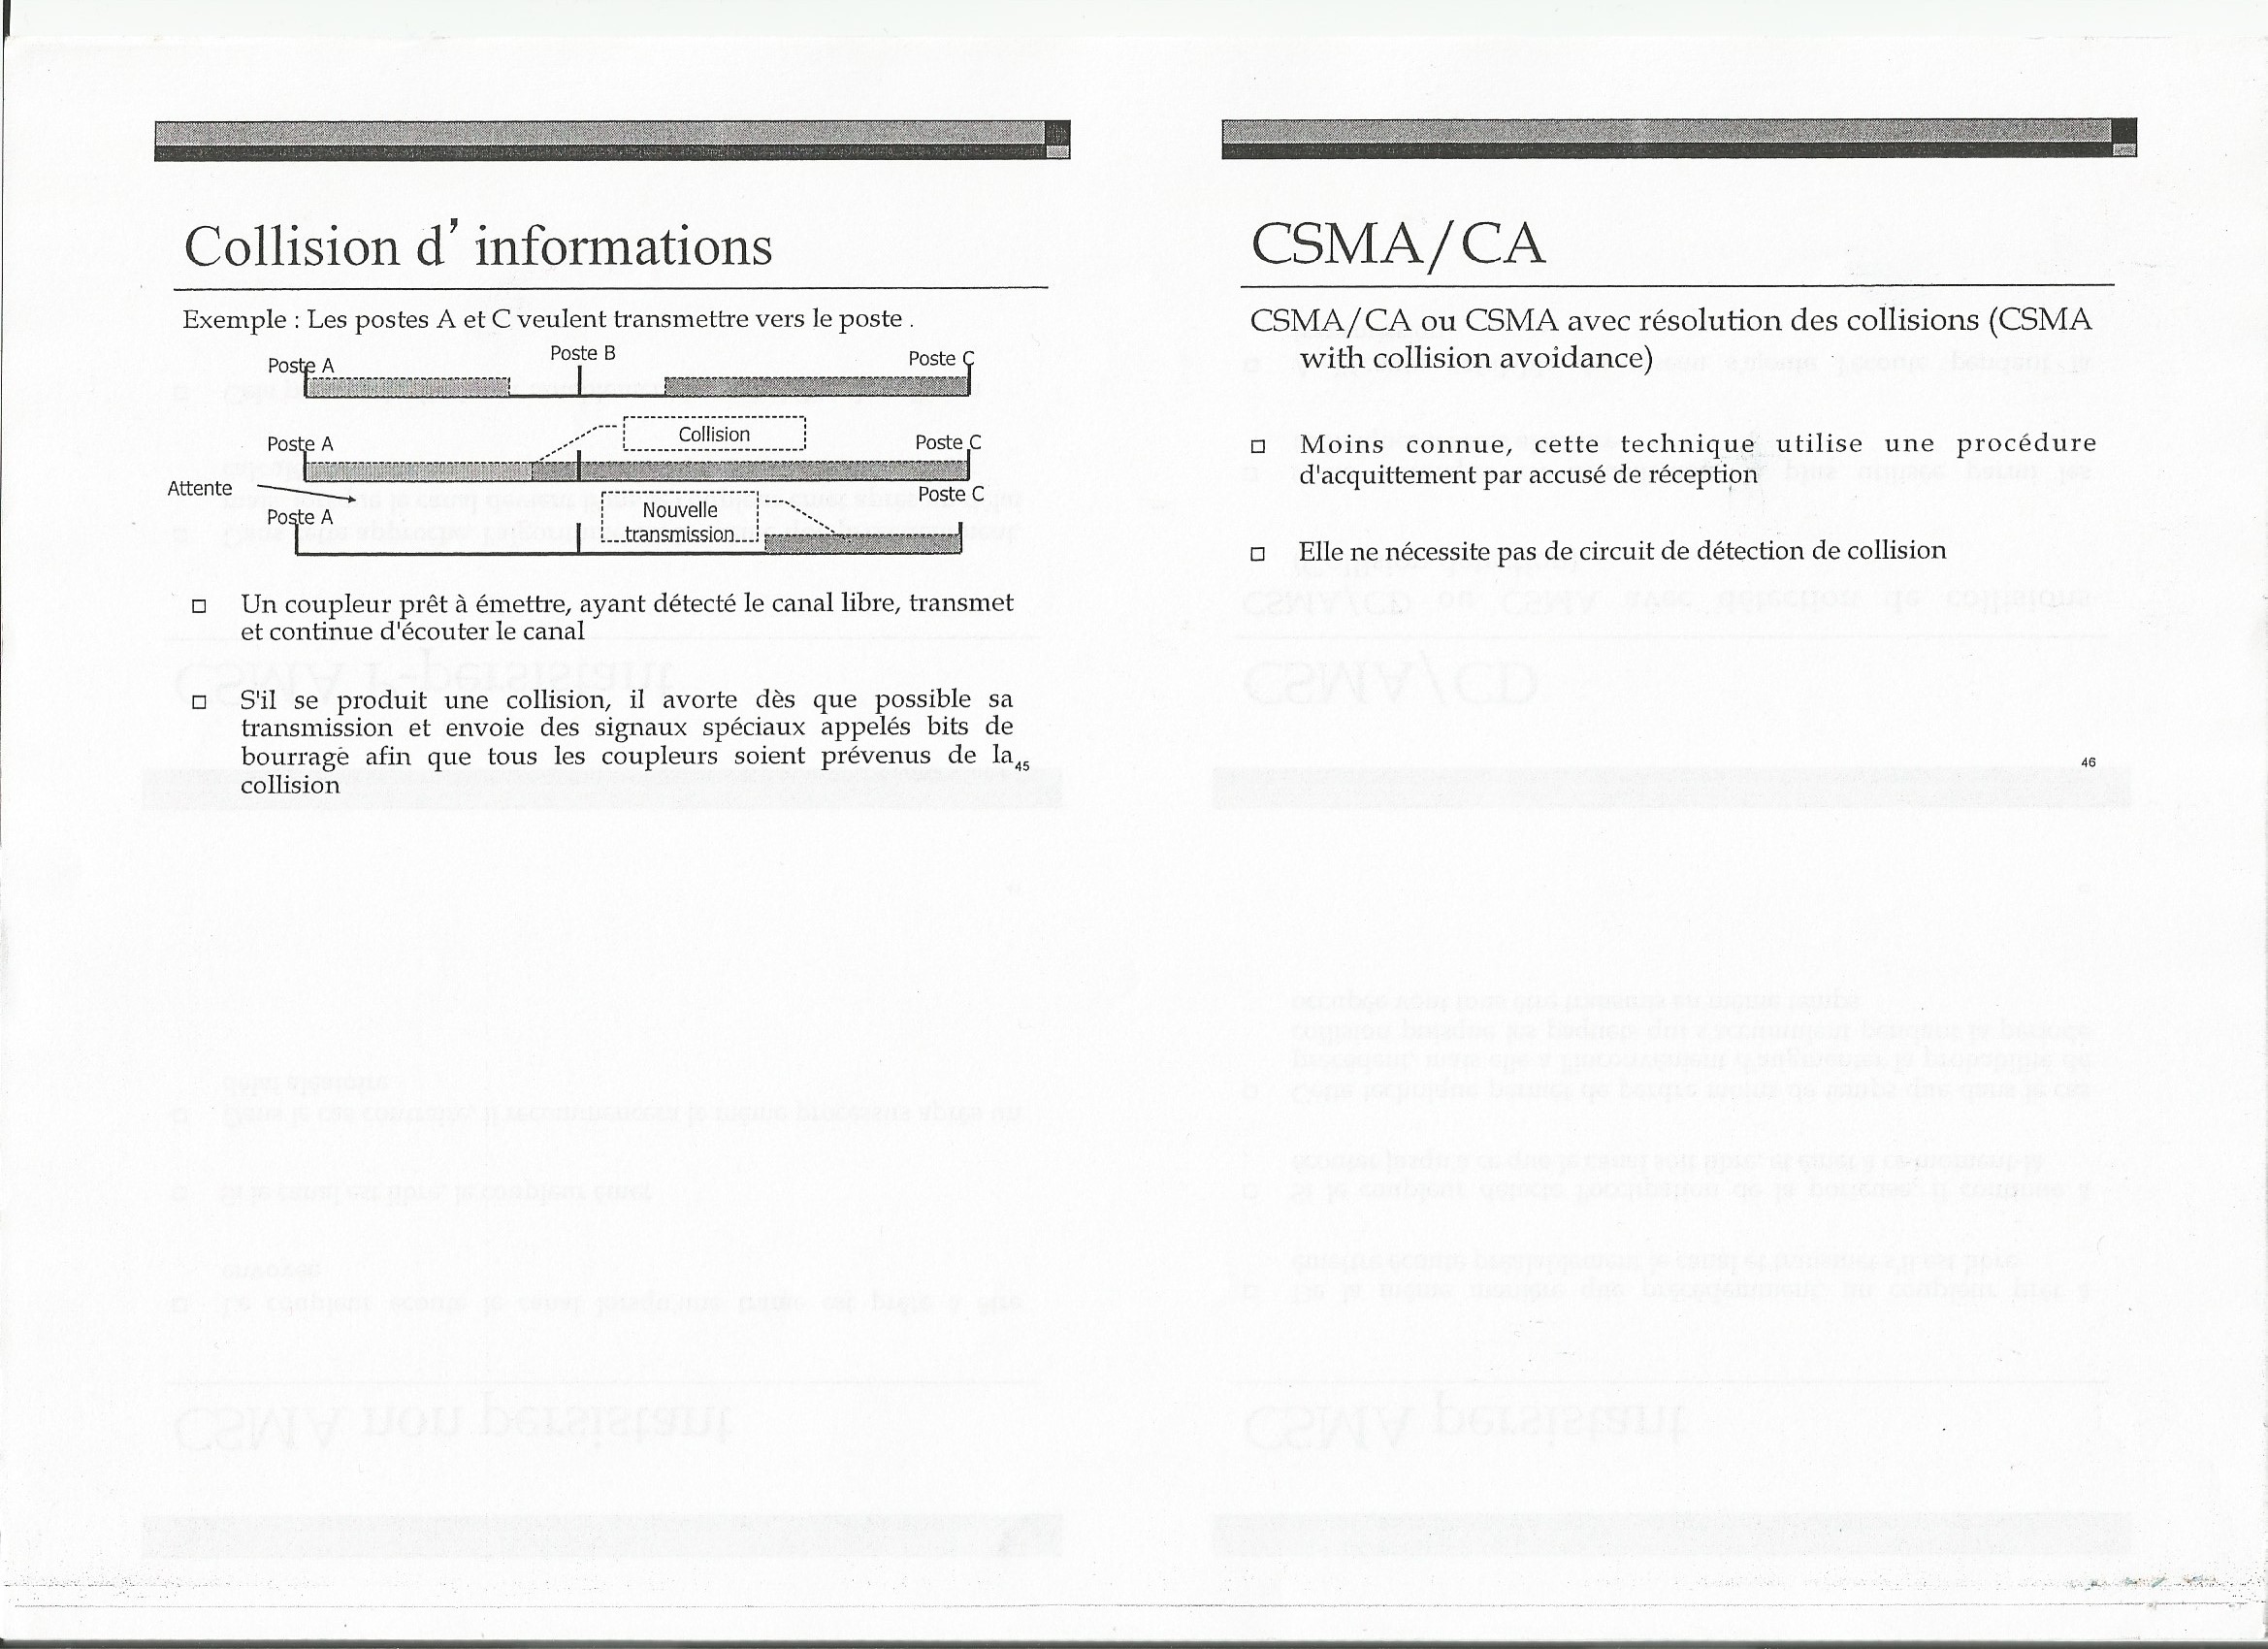 Collision d' informations
Exemple : Les postes A et C veulent transmettre vers le poste .
Poste A
Poste B
Poste C
Collision
Poste A
Poste C
Attente
Poste C
Nouvelle
transmission
Poste A
□ Un coupleur prêt à émettre, ayant détecté le canal libre, transmet
et continue d'écouter le canal
□ S'il se produit une collision, il avorte dès que possible sa
transmission et envoie des signaux spéciaux appelés bits de
bourrage afin que tous les coupleurs soient prévenus de la
collision
45
CSMA/CA
CSMA/CA ou CSMA avec résolution des collisions (CSMA
with collision avoidance)
□ Moins connue, cette technique utilise une procédure
d'acquittement par accusé de réception
□ Elle ne nécessite pas de circuit de détection de collision
46